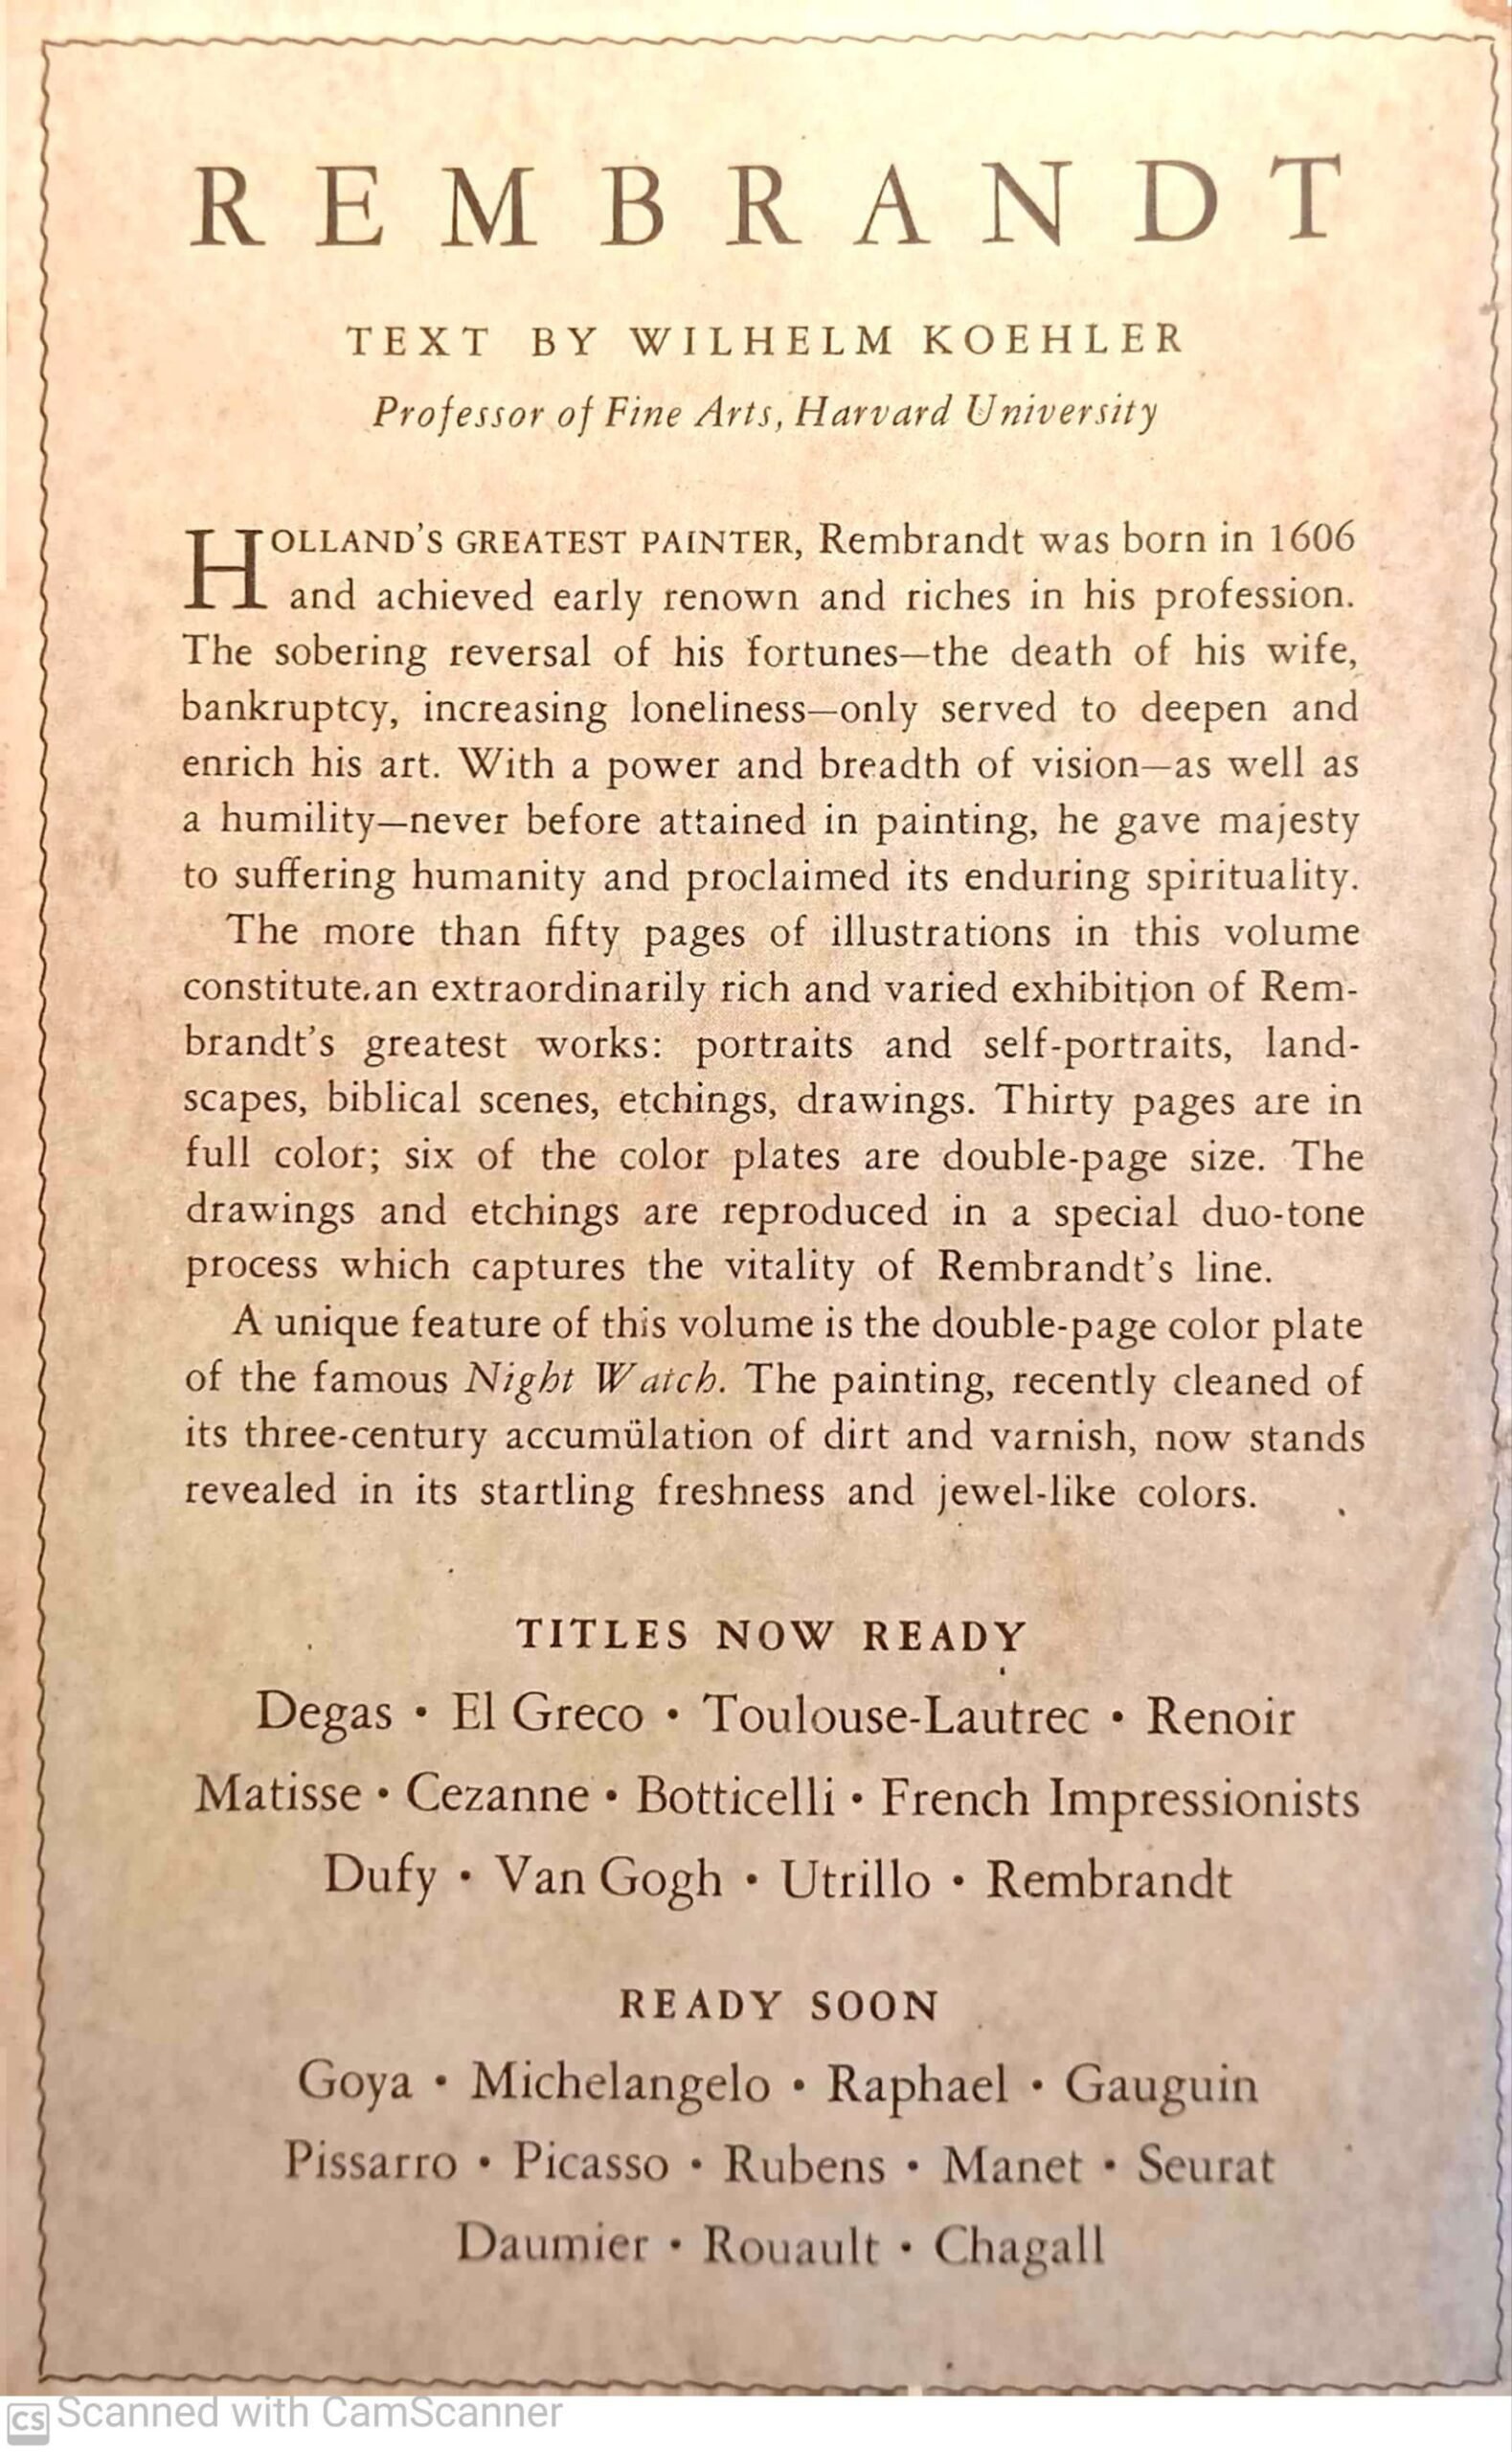 REMBRANDT
TEXT BY WILHELM KOEHLER
Professor of Fine Arts, Harvard University
HOLLAND'S GREATEST PAINTER, Rembrandt was born in 1606
and achieved early renown and riches in his profession.
The sobering reversal of his fortunes—the death of his wife,
bankruptcy, increasing loneliness—only served to deepen and
enrich his art. With a power and breadth of vision—as well as
a humility—never before attained in painting, he gave majesty
to suffering humanity and proclaimed its enduring spirituality.
The more than fifty pages of illustrations in this volume
constitute an extraordinarily rich and varied exhibition of Rem-
brandt's greatest works: portraits and self-portraits, land-
scapes, biblical scenes, etchings, drawings. Thirty pages are in
full color; six of the color plates are double-page size. The
drawings and etchings are reproduced in a special duo-tone
process which captures the vitality of Rembrandt's line.
A unique feature of this volume is the double-page color plate
of the famous Night Watch. The painting, recently cleaned of
its three-century accumulation of dirt and varnish, now stands
revealed in its startling freshness and jewel-like colors.
TITLES NOW READY
Degas • El Greco • Toulouse-Lautrec • Renoir
Matisse • Cezanne • Botticelli • French Impressionists
Dufy • Van Gogh • Utrillo • Rembrandt
READY SOON
Goya • Michelangelo • Raphael • Gauguin
Pissarro • Picasso • Rubens • Manet • Seurat
Daumier • Rouault • Chagall
CS Scanned with CamScanner